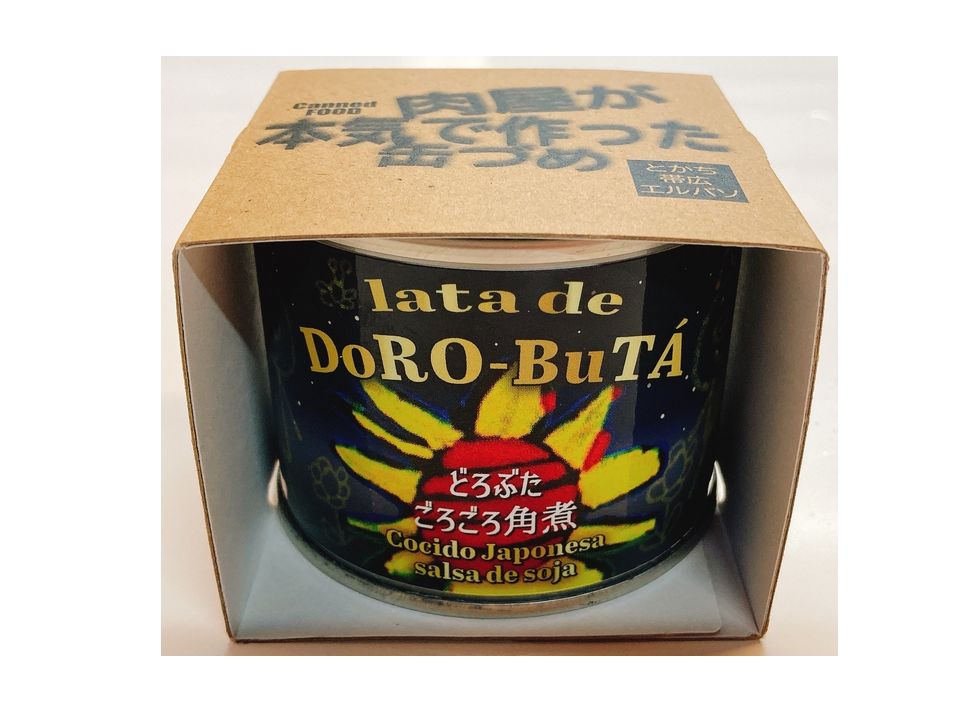 Canned
FOOD
肉屋が
本気で作った
缶づめ
とかち
帯広
エルパソ
lata de
DoRO-BuTÁ
どろぶた
ごろごろ角煮
Cocido Japonesa
salsa de soja